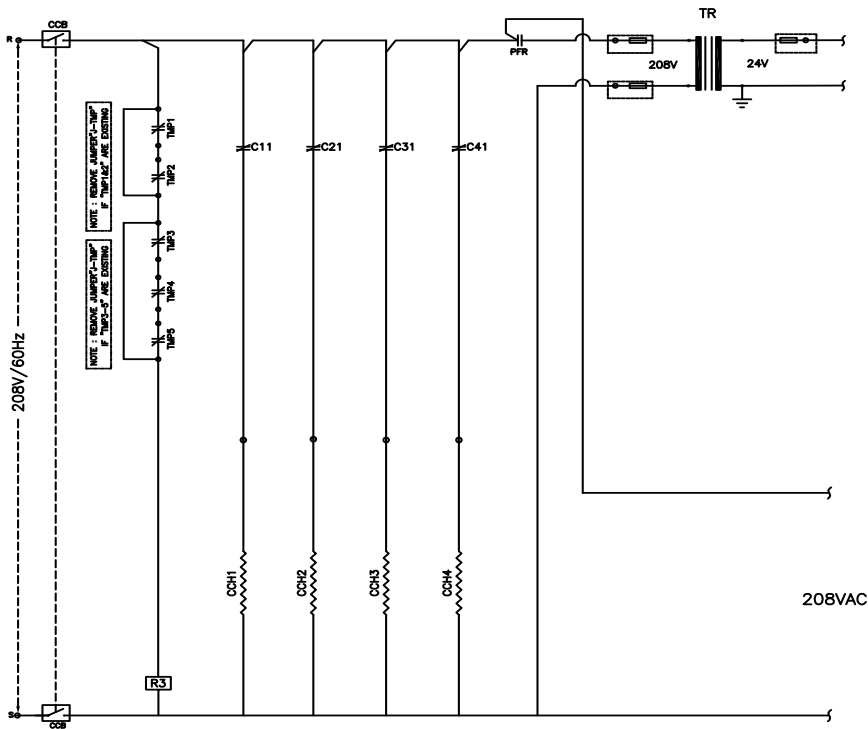 TR
CCB
R
PFR
208V
24V
NOTE : REMOVE JUMPER"J-TMP"
IF "TMP1&2" ARE EXISTING
TMP1
TMP2
C11
C21
C31
C41
NOTE : REMOVE JUMPER"J-TMP"
IF "TMP3-5" ARE EXISTING
TMP3
TMP4
TMP5
208V/60Hz
CCH1
CCH2
CCH3
CCH4
208VAC
R3
S
CCB